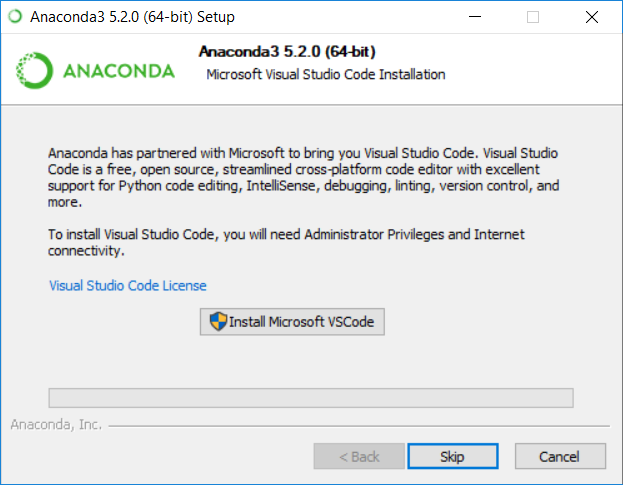 Anaconda3 5.2.0 (64-bit) Setup
ANACONDA
Anaconda3 5.2.0 (64-bit)
Microsoft Visual Studio Code Installation
Anaconda has partnered with Microsoft to bring you Visual Studio Code. Visual Studio
Code is a free, open source, streamlined cross-platform code editor with excellent
support for Python code editing, IntelliSense, debugging, linting, version control, and
more.
To install Visual Studio Code, you will need Administrator Privileges and Internet
connectivity.
Visual Studio Code License
Install Microsoft VSCode
Anaconda, Inc.
< Back
Skip
Cancel